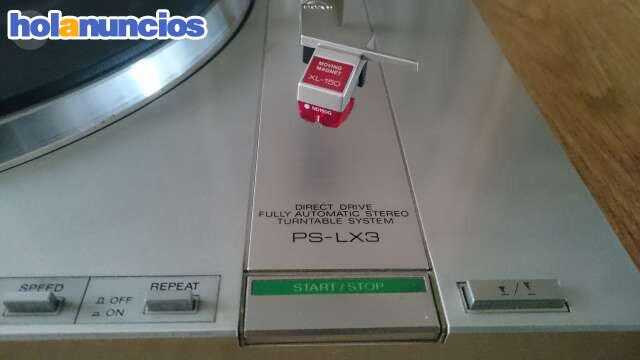 holanuncios
MOVING
MAGNET
XL-150
ND150G
DIRECT DRIVE
FULLY AUTOMATIC STEREO
TURNTABLE SYSTEM
PS-LX3
SPEED
REPEAT
OFF
ON
START/STOP